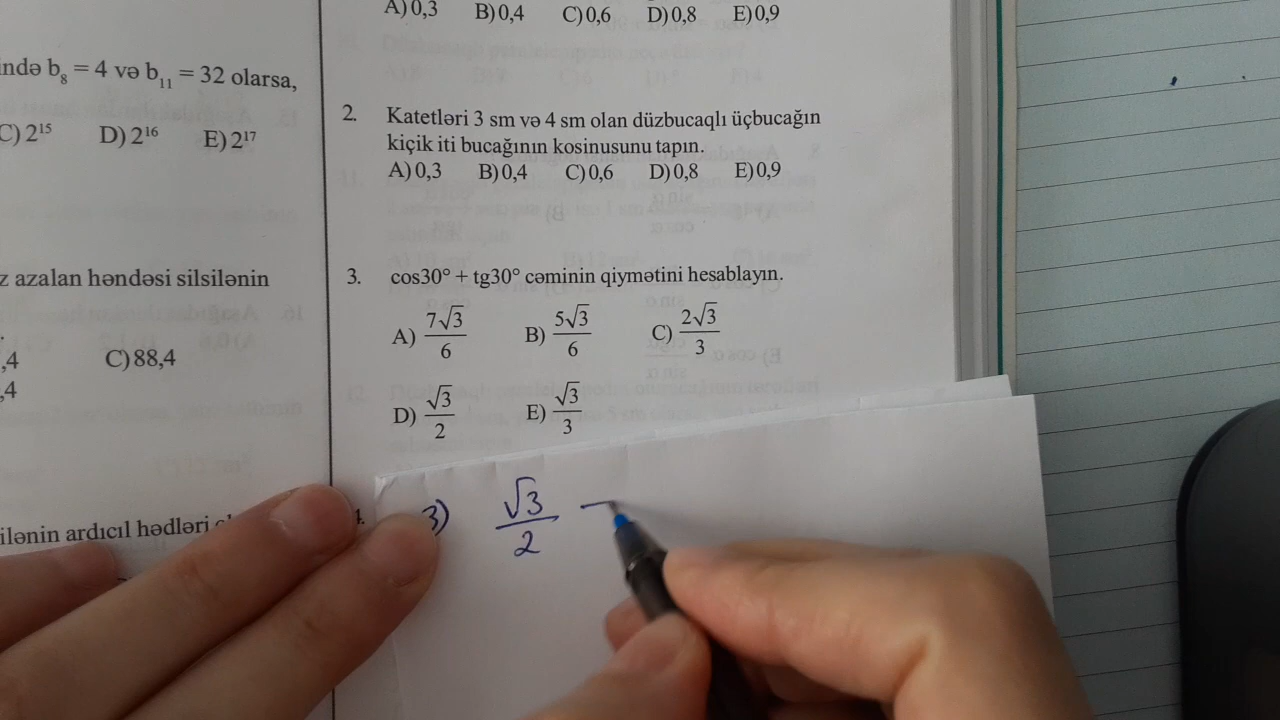 ində b₈ = 4 və b₁₁ = 32 olarsa,
C) 2¹⁵ D) 2¹⁶ E) 2¹⁷
z azalan həndəsi silsilənin
,4 C) 88,4
,4
ilənin ardıcıl hədləri
A) 0,3 B) 0,4 C) 0,6 D) 0,8 E) 0,9
2. Katetləri 3 sm və 4 sm olan düzbucaqlı üçbucağın
kiçik iti bucağının kosinusunu tapın.
A) 0,3 B) 0,4 C) 0,6 D) 0,8 E) 0,9
3. cos30° + tg30° cəminin qiymətini hesablayın.
A) 7√3/6 B) 5√3/6 C) 2√3/3
D) √3/2 E) √3/3
4.
3) √3/2 −